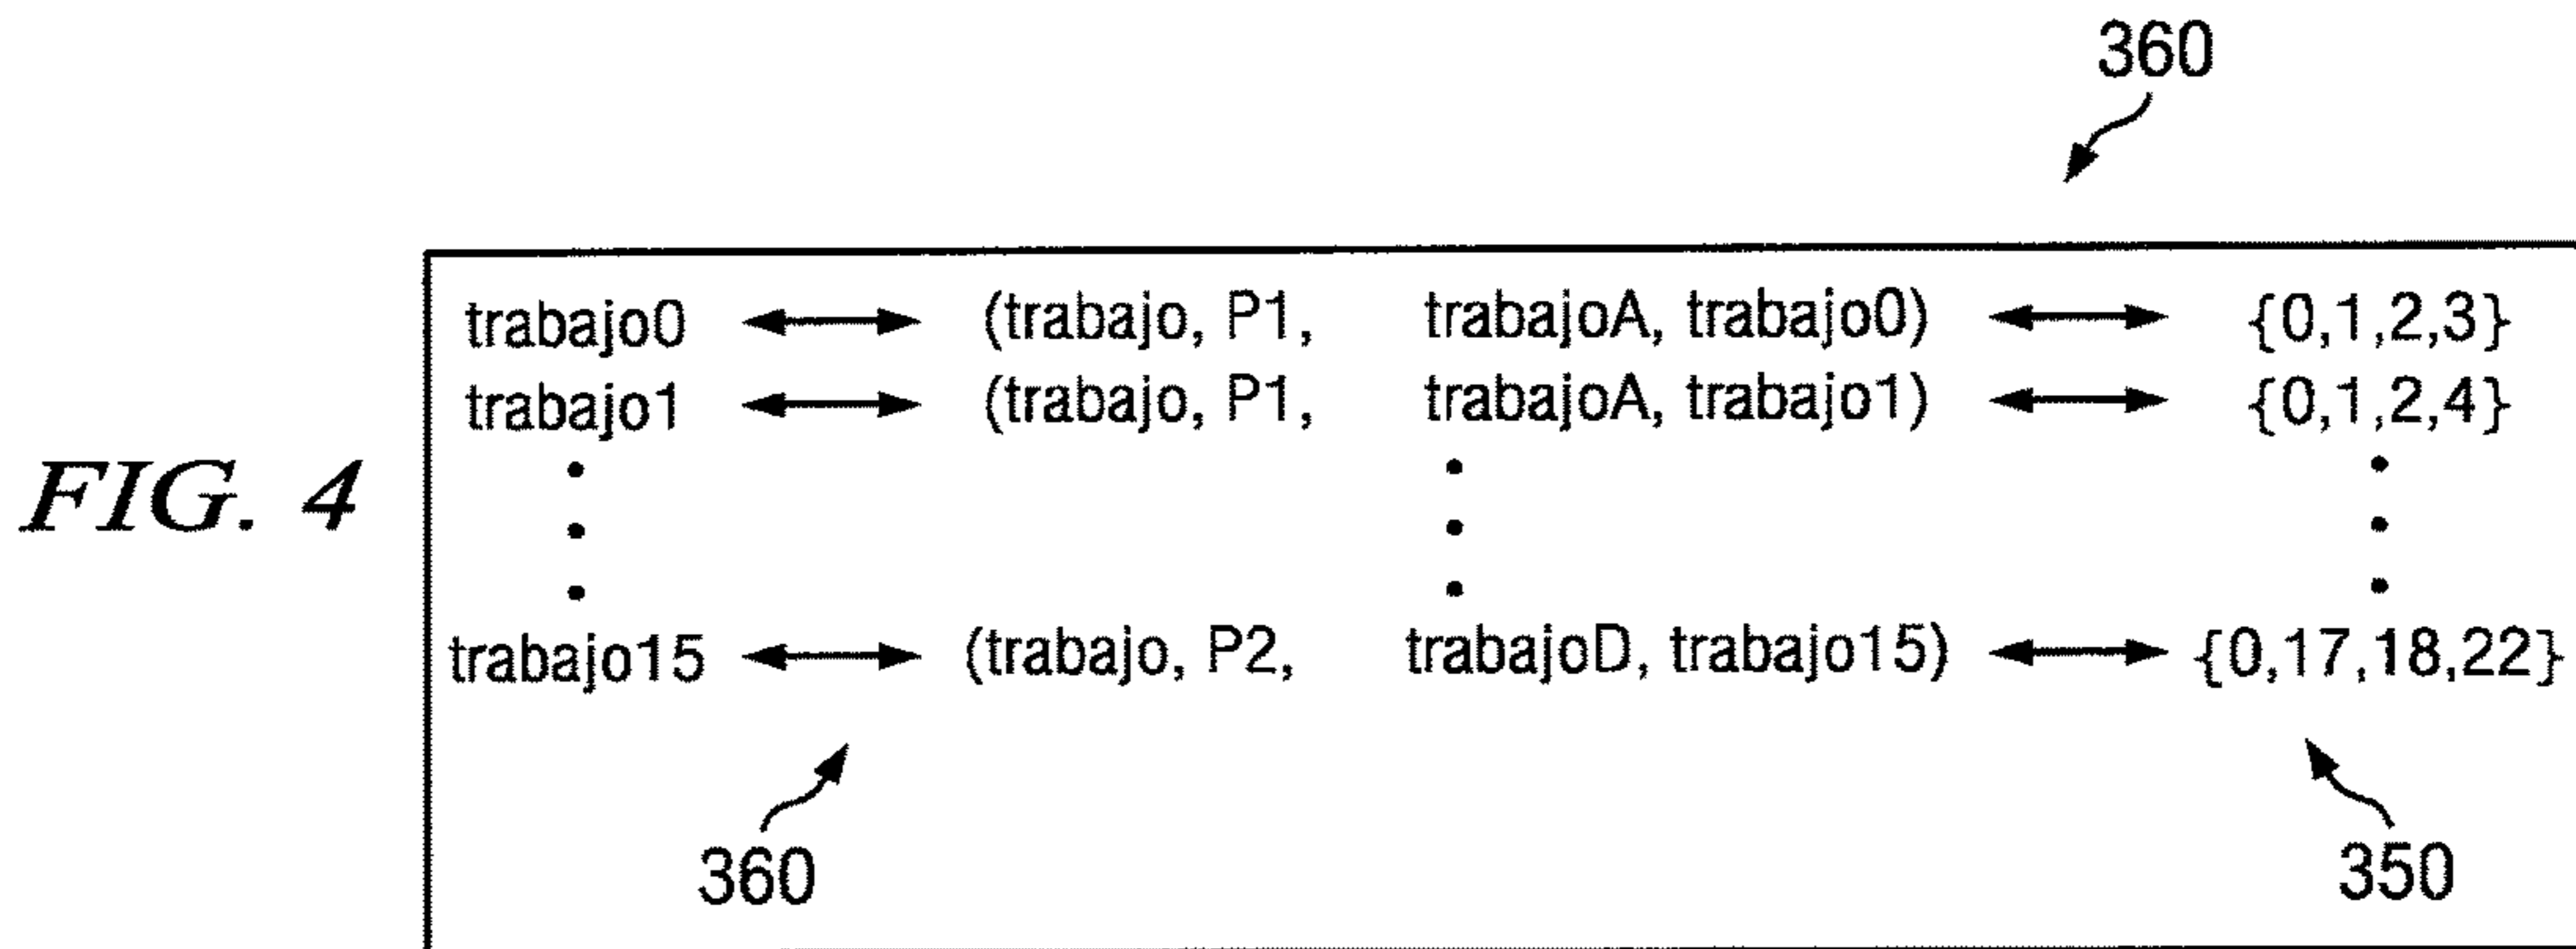 360
trabajo0 (trabajo, P1, trabajoA, trabajo0) {0,1,2,3}
trabajo1 (trabajo, P1, trabajoA, trabajo1) {0,1,2,4}
FIG. 4
trabajo15 (trabajo, P2, trabajoD, trabajo15) {0,17,18,22}
360 350